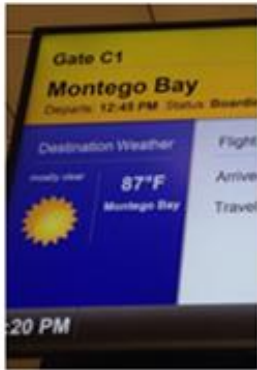 Gate C1
Montego Bay
Departs: 12:45 PM Status: Boardin
Destination Weather
mostly clear
87°F
Montego Bay
Flight
Arrive
Travel
:20 PM